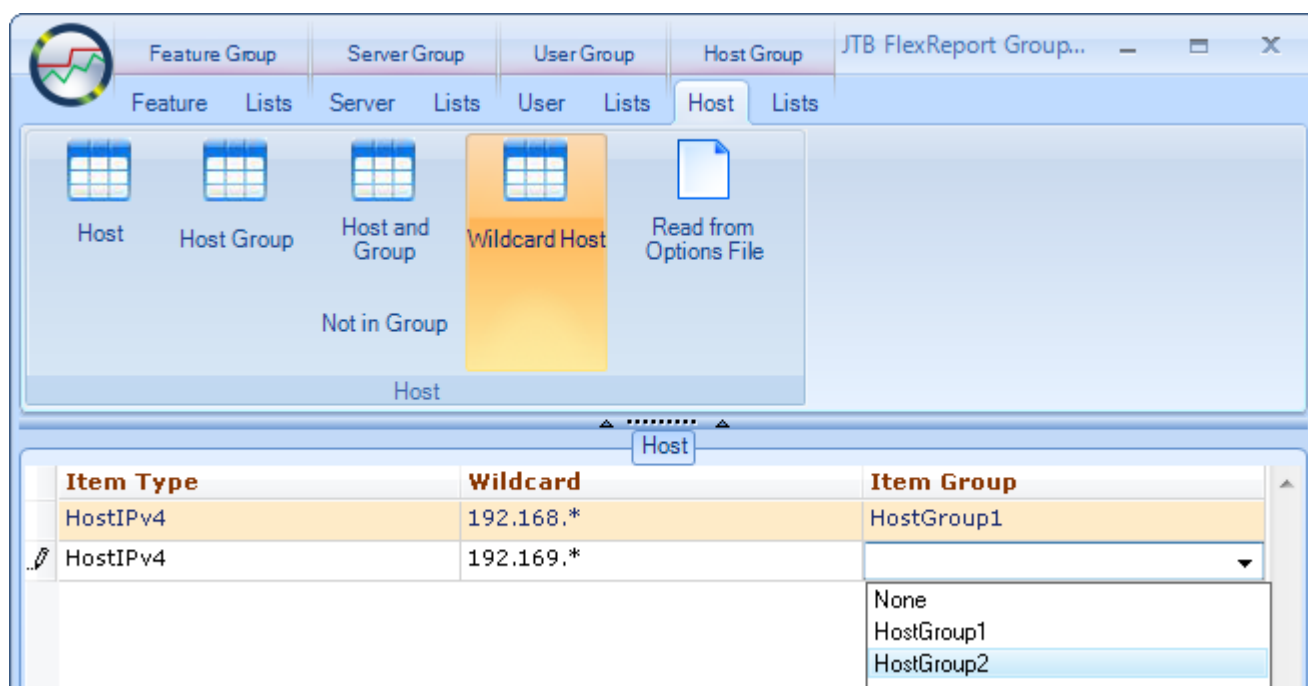 Feature Group Server Group User Group Host Group JTB FlexReport Group...
Feature Lists Server Lists User Lists Host Lists
Host
Host Group
Host and
Group
Not in Group
Wildcard Host
Read from
Options File
Host
Host
Item Type Wildcard Item Group
HostIPv4 192.168.* HostGroup1
HostIPv4 192.169.*
None
HostGroup1
HostGroup2